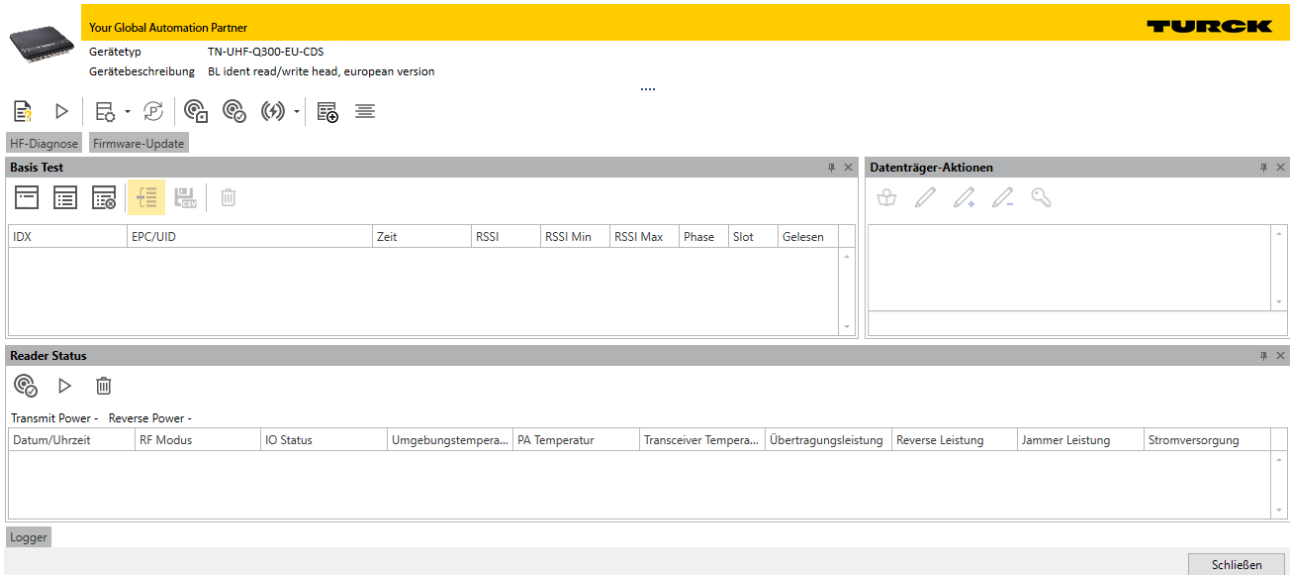 Your Global Automation Partner
TURCK
Gerätetyp TN-UHF-Q300-EU-CDS
Gerätebeschreibung BL ident read/write head, european version
....
HF-Diagnose Firmware-Update
Basis Test
Datenträger-Aktionen
CSV
IDX EPC/UID Zeit RSSI RSSI Min RSSI Max Phase Slot Gelesen
Reader Status
Transmit Power - Reverse Power -
Datum/Uhrzeit RF Modus IO Status Umgebungstempera... PA Temperatur Transceiver Tempera... Übertragungsleistung Reverse Leistung Jammer Leistung Stromversorgung
Logger
Schließen